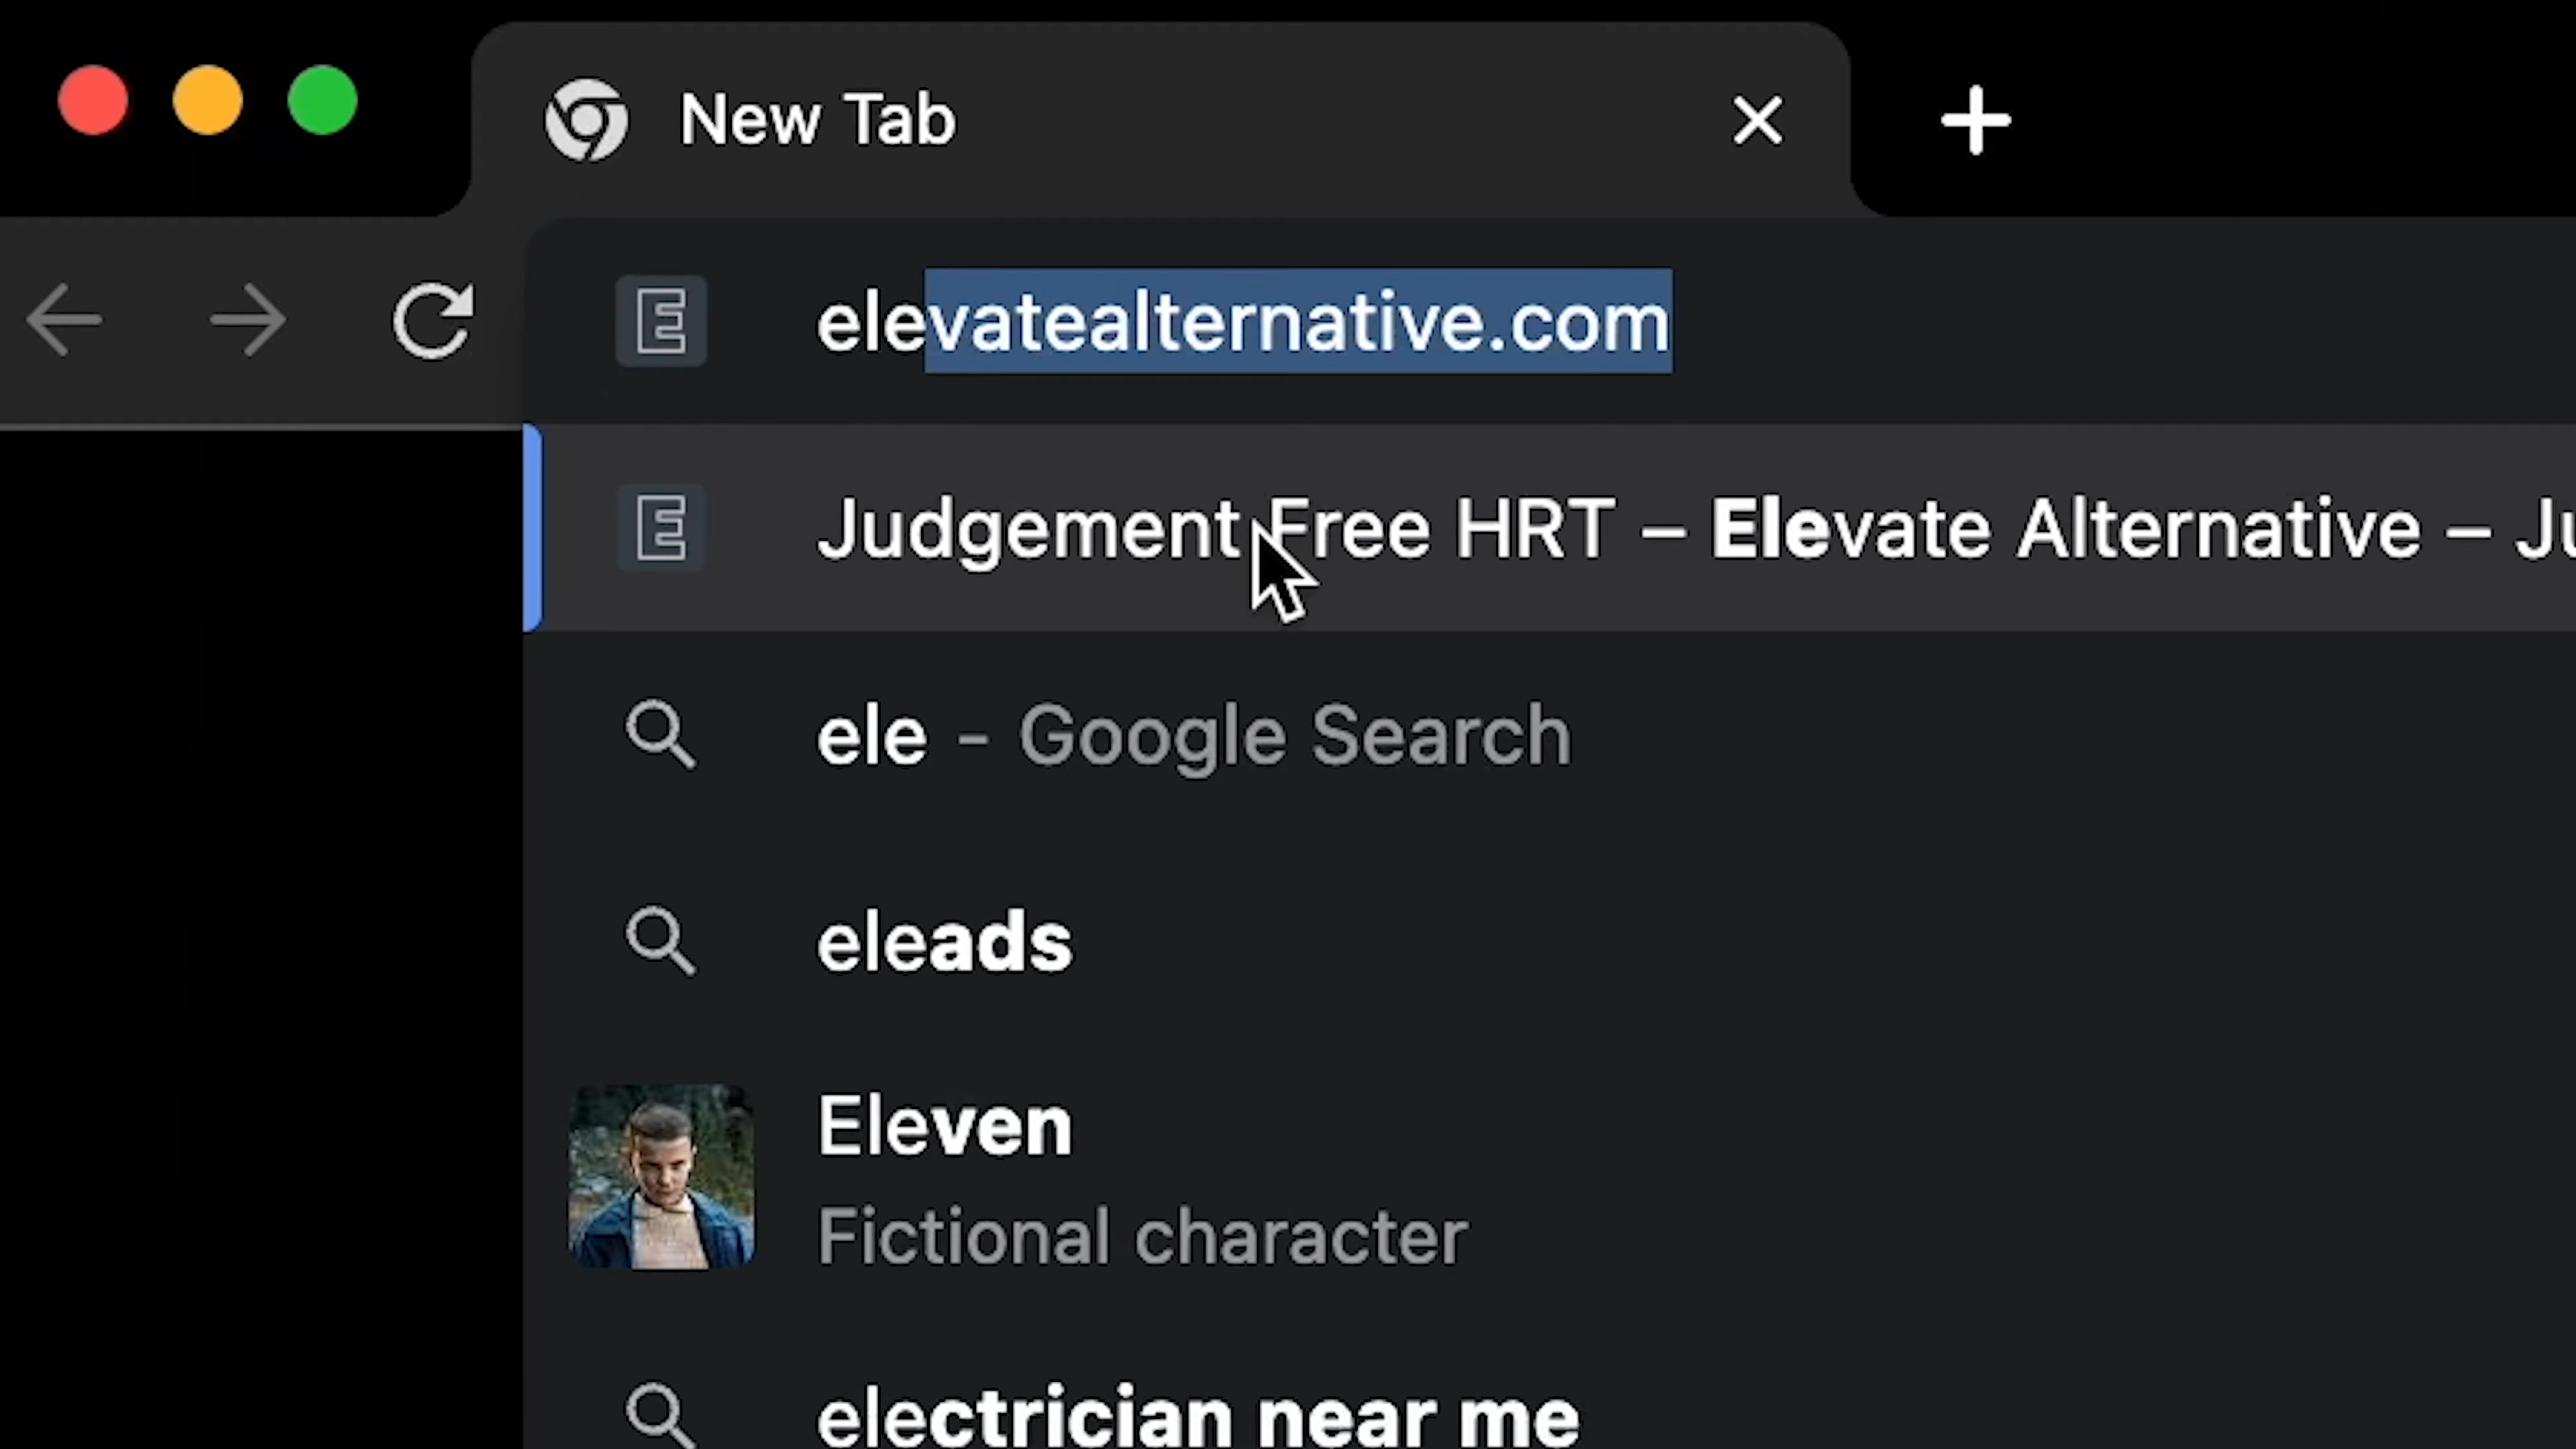 New Tab
E elevatealternative.com
E Judgement Free HRT – Elevate Alternative – Ju
ele - Google Search
eleads
Eleven
Fictional character
electrician near me